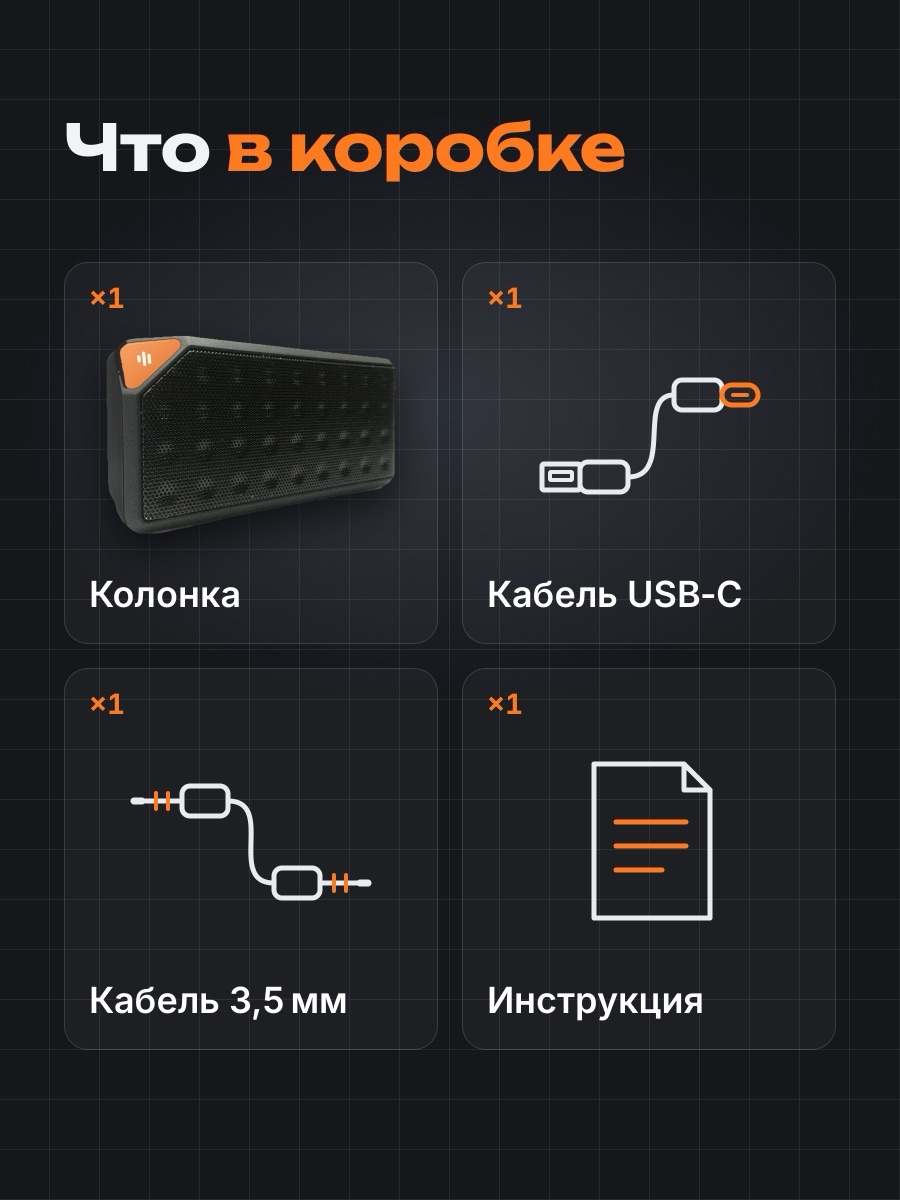 Что в коробке
×1
Колонка
×1
Кабель USB-C
×1
Кабель 3,5 мм
×1
Инструкция